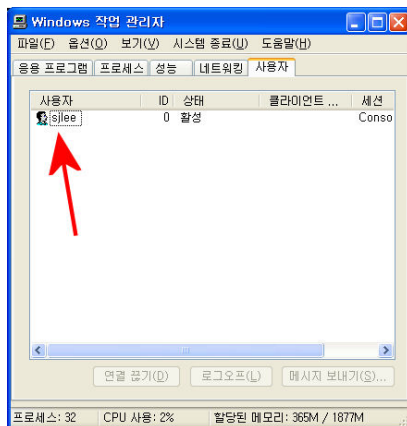 Windows 작업 관리자
파일(F) 옵션(O) 보기(V) 시스템 종료(U) 도움말(H)
응용 프로그램 프로세스 성능 네트워킹 사용자
사용자 ID 상태 클라이언트 ... 세션
sjlee 0 활성 Conso
연결 끊기(D) 로그오프(L) 메시지 보내기(S)...
프로세스: 32 CPU 사용: 2% 할당된 메모리: 365M / 1877M